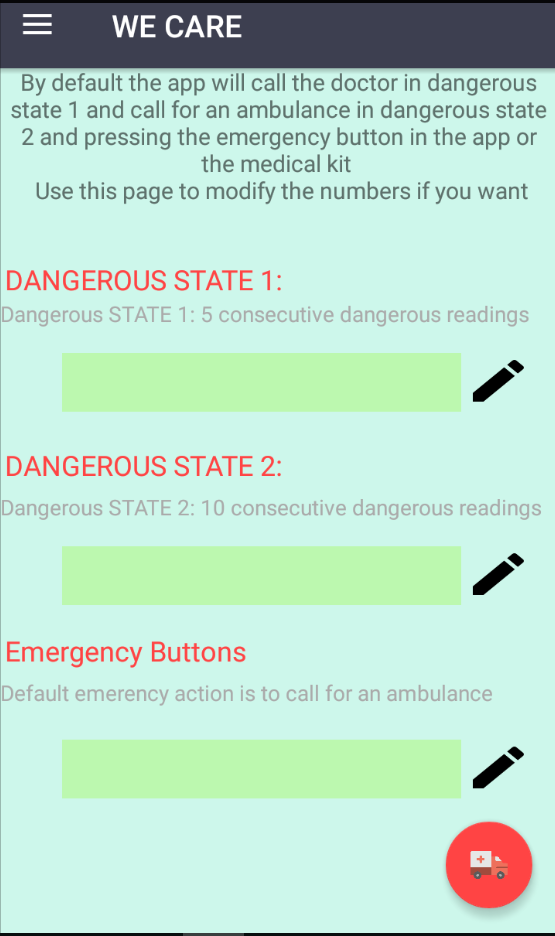 WE CARE
By default the app will call the doctor in dangerous
state 1 and call for an ambulance in dangerous state
2 and pressing the emergency button in the app or
the medical kit
Use this page to modify the numbers if you want
DANGEROUS STATE 1:
Dangerous STATE 1: 5 consecutive dangerous readings
DANGEROUS STATE 2:
Dangerous STATE 2: 10 consecutive dangerous readings
Emergency Buttons
Default emerency action is to call for an ambulance